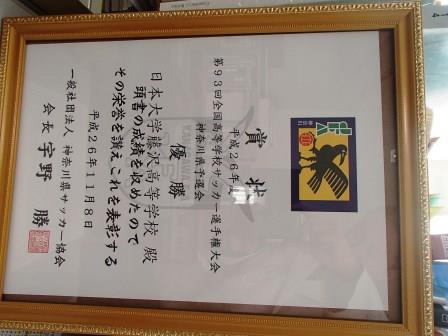 賞状
平成26年度
第93回全国高等学校サッカー選手権大会
神奈川県予選会
優勝
日本大学藤沢高等学校 殿
頭書の成績を収めたので
その栄誉を讃えこれを表彰する
平成26年11月8日
一般社団法人 神奈川県サッカー協会
会長 宇野 勝